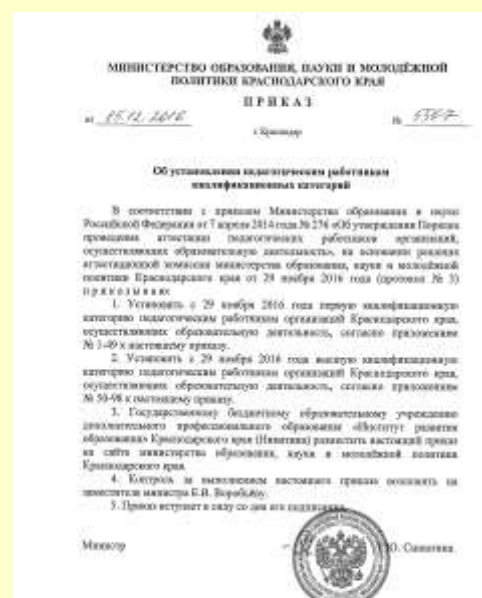 МИНИСТЕРСТВО ОБРАЗОВАНИЯ, НАУКИ И МОЛОДЁЖНОЙ
ПОЛИТИКИ КРАСНОДАРСКОГО КРАЯ
ПРИКАЗ
от 05.12.2016 № 5567
г. Краснодар
Об установлении педагогическим работникам
квалификационных категорий
В соответствии с приказом Министерства образования и науки
Российской Федерации от 7 апреля 2014 года № 276 «Об утверждении Порядка
проведения аттестации педагогических работников организаций,
осуществляющих образовательную деятельность», на основании решения
аттестационной комиссии министерства образования, науки и молодёжной
политики Краснодарского края от 29 ноября 2016 года (протокол № 3)
приказываю:
1. Установить с 29 ноября 2016 года первую квалификационную
категорию педагогическим работникам организаций Краснодарского края,
осуществляющих образовательную деятельность, согласно приложениям
№ 1-49 к настоящему приказу.
2. Установить с 29 ноября 2016 года высшую квалификационную
категорию педагогическим работникам организаций Краснодарского края,
осуществляющих образовательную деятельность, согласно приложениям
№ 50-98 к настоящему приказу.
3. Государственному бюджетному образовательному учреждению
дополнительного профессионального образования «Институт развития
образования» Краснодарского края (Никитина) разместить настоящий приказ
на сайте министерства образования, науки и молодёжной политики
Краснодарского края.
4. Контроль за выполнением настоящего приказа возложить на
заместителя министра Е.В. Воробьёву.
5. Приказ вступает в силу со дня его подписания.
Министр